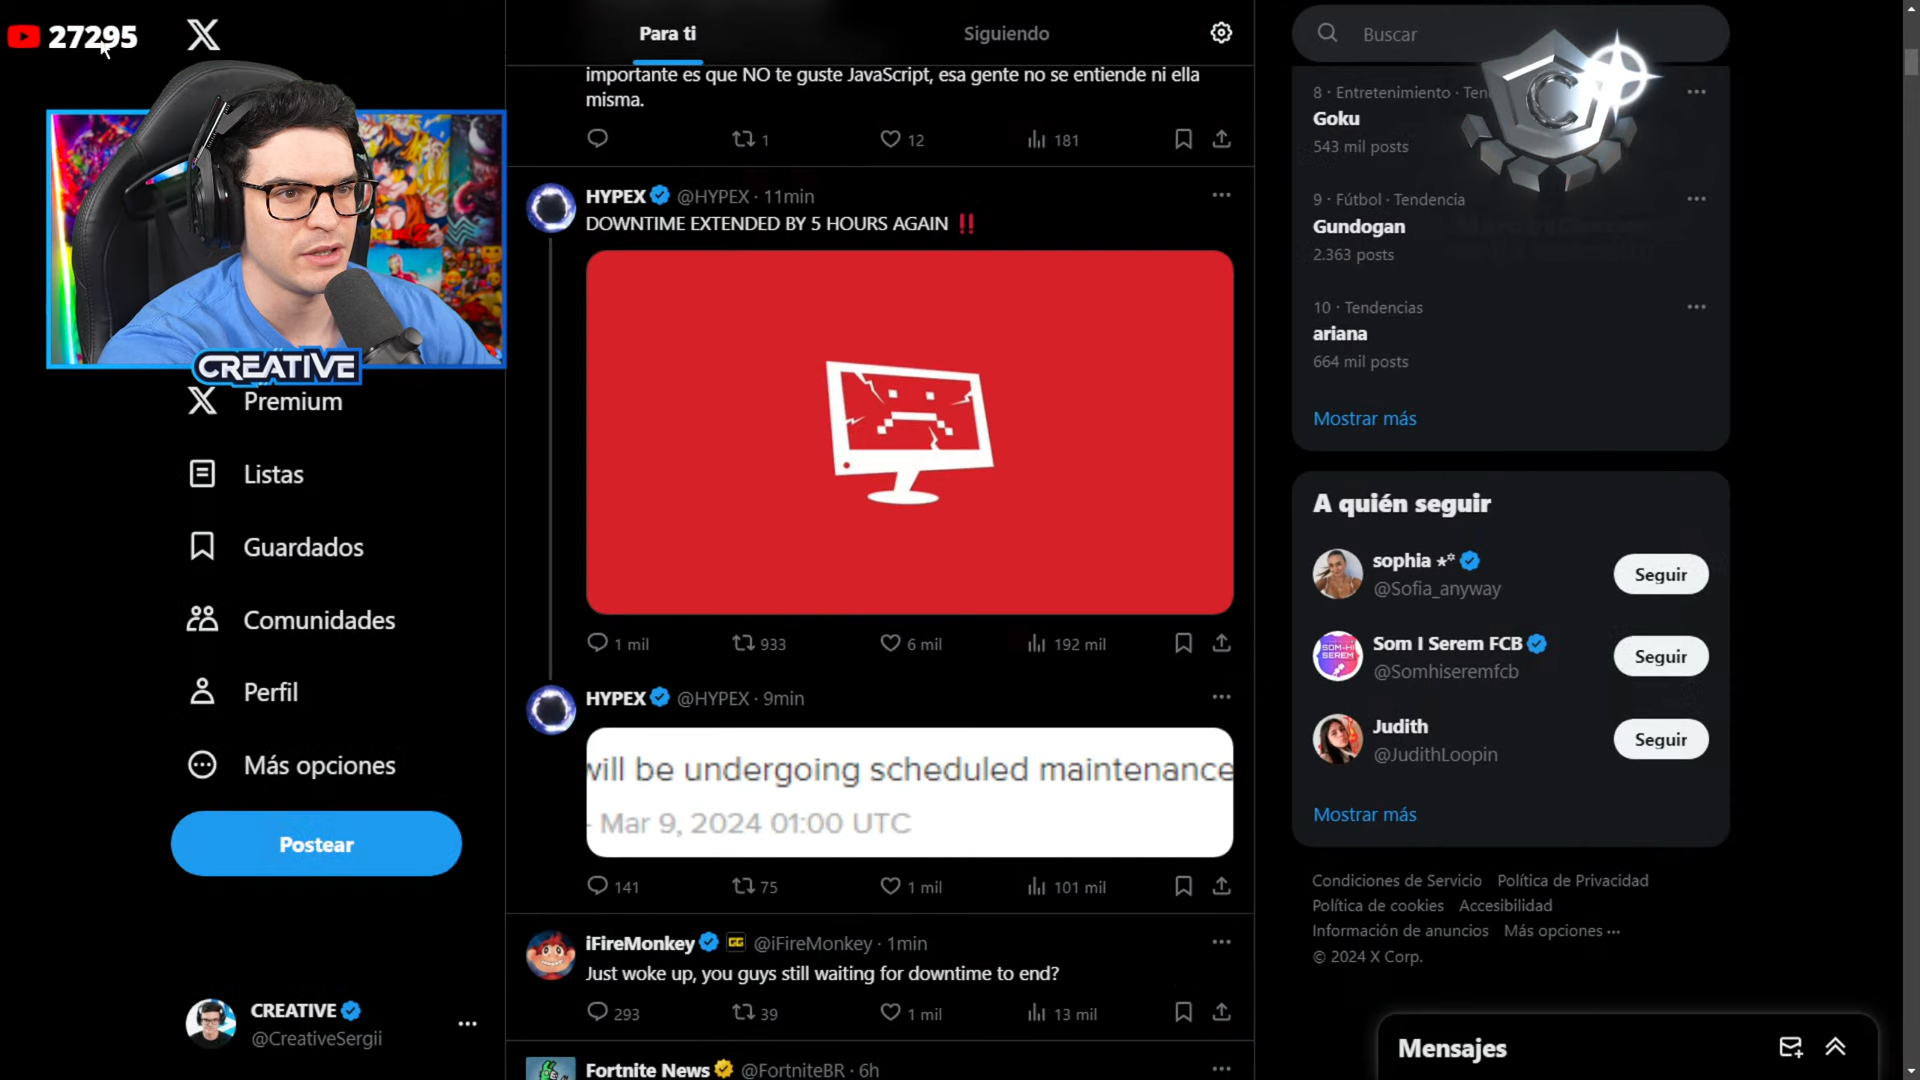 27295
CREATIVE
Premium
Listas
Guardados
Comunidades
Perfil
Más opciones
Postear
CREATIVE
@CreativeSergii
Para ti
Siguiendo
importante es que NO te guste JavaScript, esa gente no se entiende ni ella
misma.
1
12
181
HYPEX @HYPEX · 11min
DOWNTIME EXTENDED BY 5 HOURS AGAIN ‼️
1 mil
933
6 mil
192 mil
HYPEX @HYPEX · 9min
will be undergoing scheduled maintenance
- Mar 9, 2024 01:00 UTC
141
75
1 mil
101 mil
iFireMonkey GG @iFireMonkey · 1min
Just woke up, you guys still waiting for downtime to end?
293
39
1 mil
13 mil
Fortnite News @FortniteBR · 6h
Buscar
8 · Entretenimiento ·
Goku
543 mil posts
9 · Fútbol · Tendencia
Gundogan
2.363 posts
10 · Tendencias
ariana
664 mil posts
Mostrar más
A quién seguir
sophia
@Sofia_anyway
Seguir
Som I Serem FCB
@Somhiseremfcb
Seguir
Judith
@JudithLoopin
Seguir
Mostrar más
Condiciones de Servicio Política de Privacidad
Política de cookies Accesibilidad
Información de anuncios Más opciones ···
© 2024 X Corp.
Mensajes